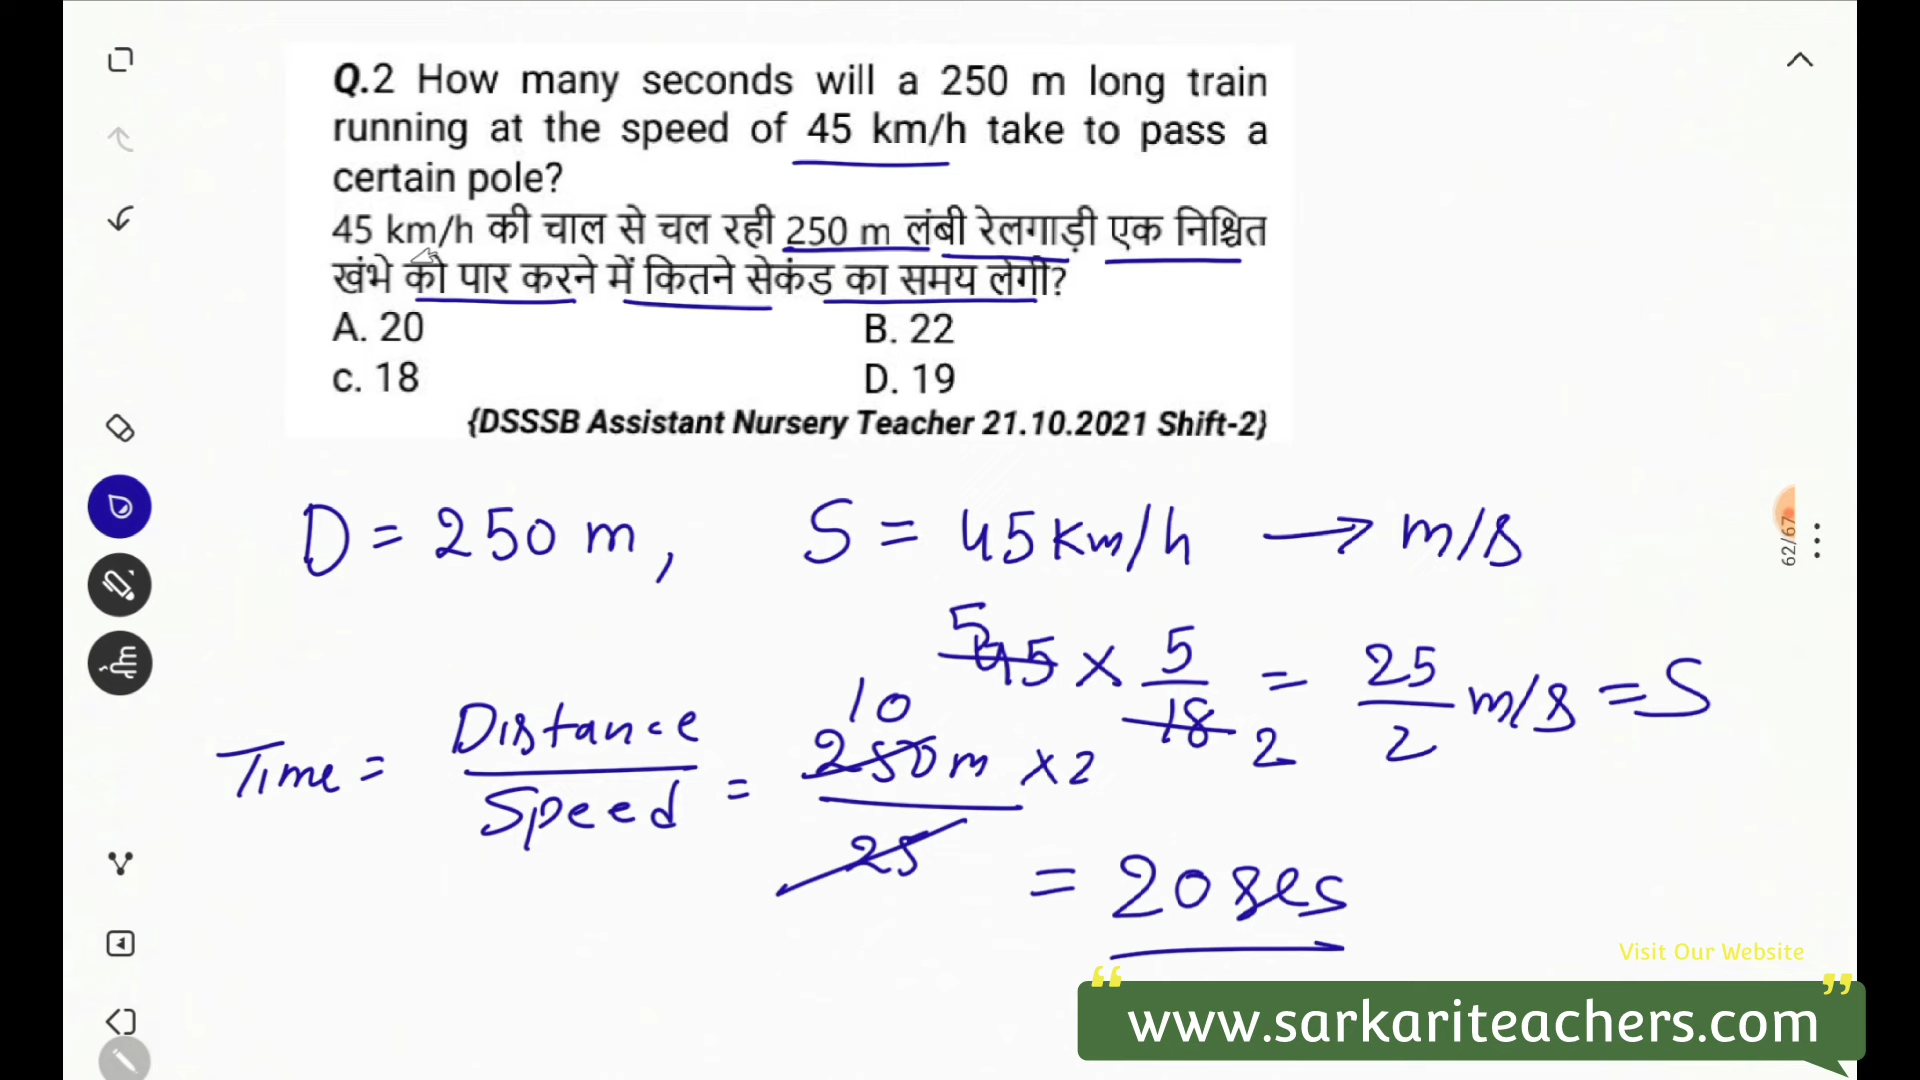 Q.2 How many seconds will a 250 m long train
running at the speed of 45 km/h take to pass a
certain pole?
45 km/h की चाल से चल रही 250 m लंबी रेलगाड़ी एक निश्चित
खंभे को पार करने में कितने सेकंड का समय लेगी?
A. 20 B. 22
c. 18 D. 19
{DSSSB Assistant Nursery Teacher 21.10.2021 Shift-2}
D = 250 m, S = 45 Km/h → m/s
5
45 × 5/18 2 = 25/2 m/s = S
Time = Distance/Speed = 10 250m × 2 / 25
= 20 secs
62/67
Visit Our Website
“ ”
www.sarkariteachers.com